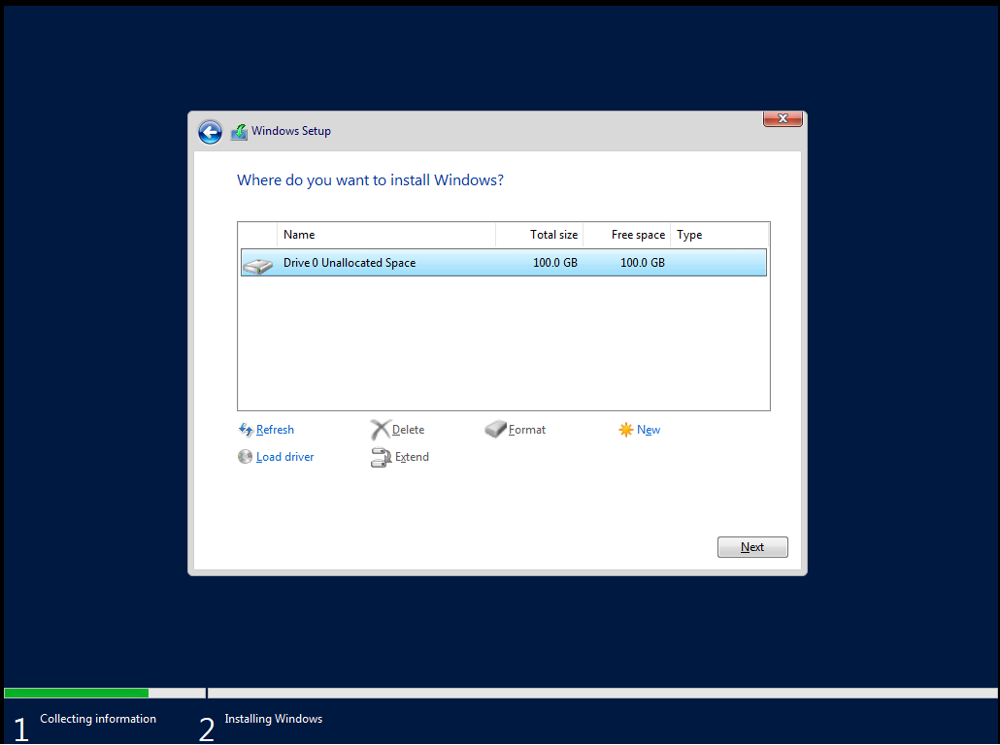 Windows Setup
Where do you want to install Windows?
Name Total size Free space Type
Drive 0 Unallocated Space 100.0 GB 100.0 GB
Refresh Delete Format New
Load driver Extend
Next
1 Collecting information 2 Installing Windows